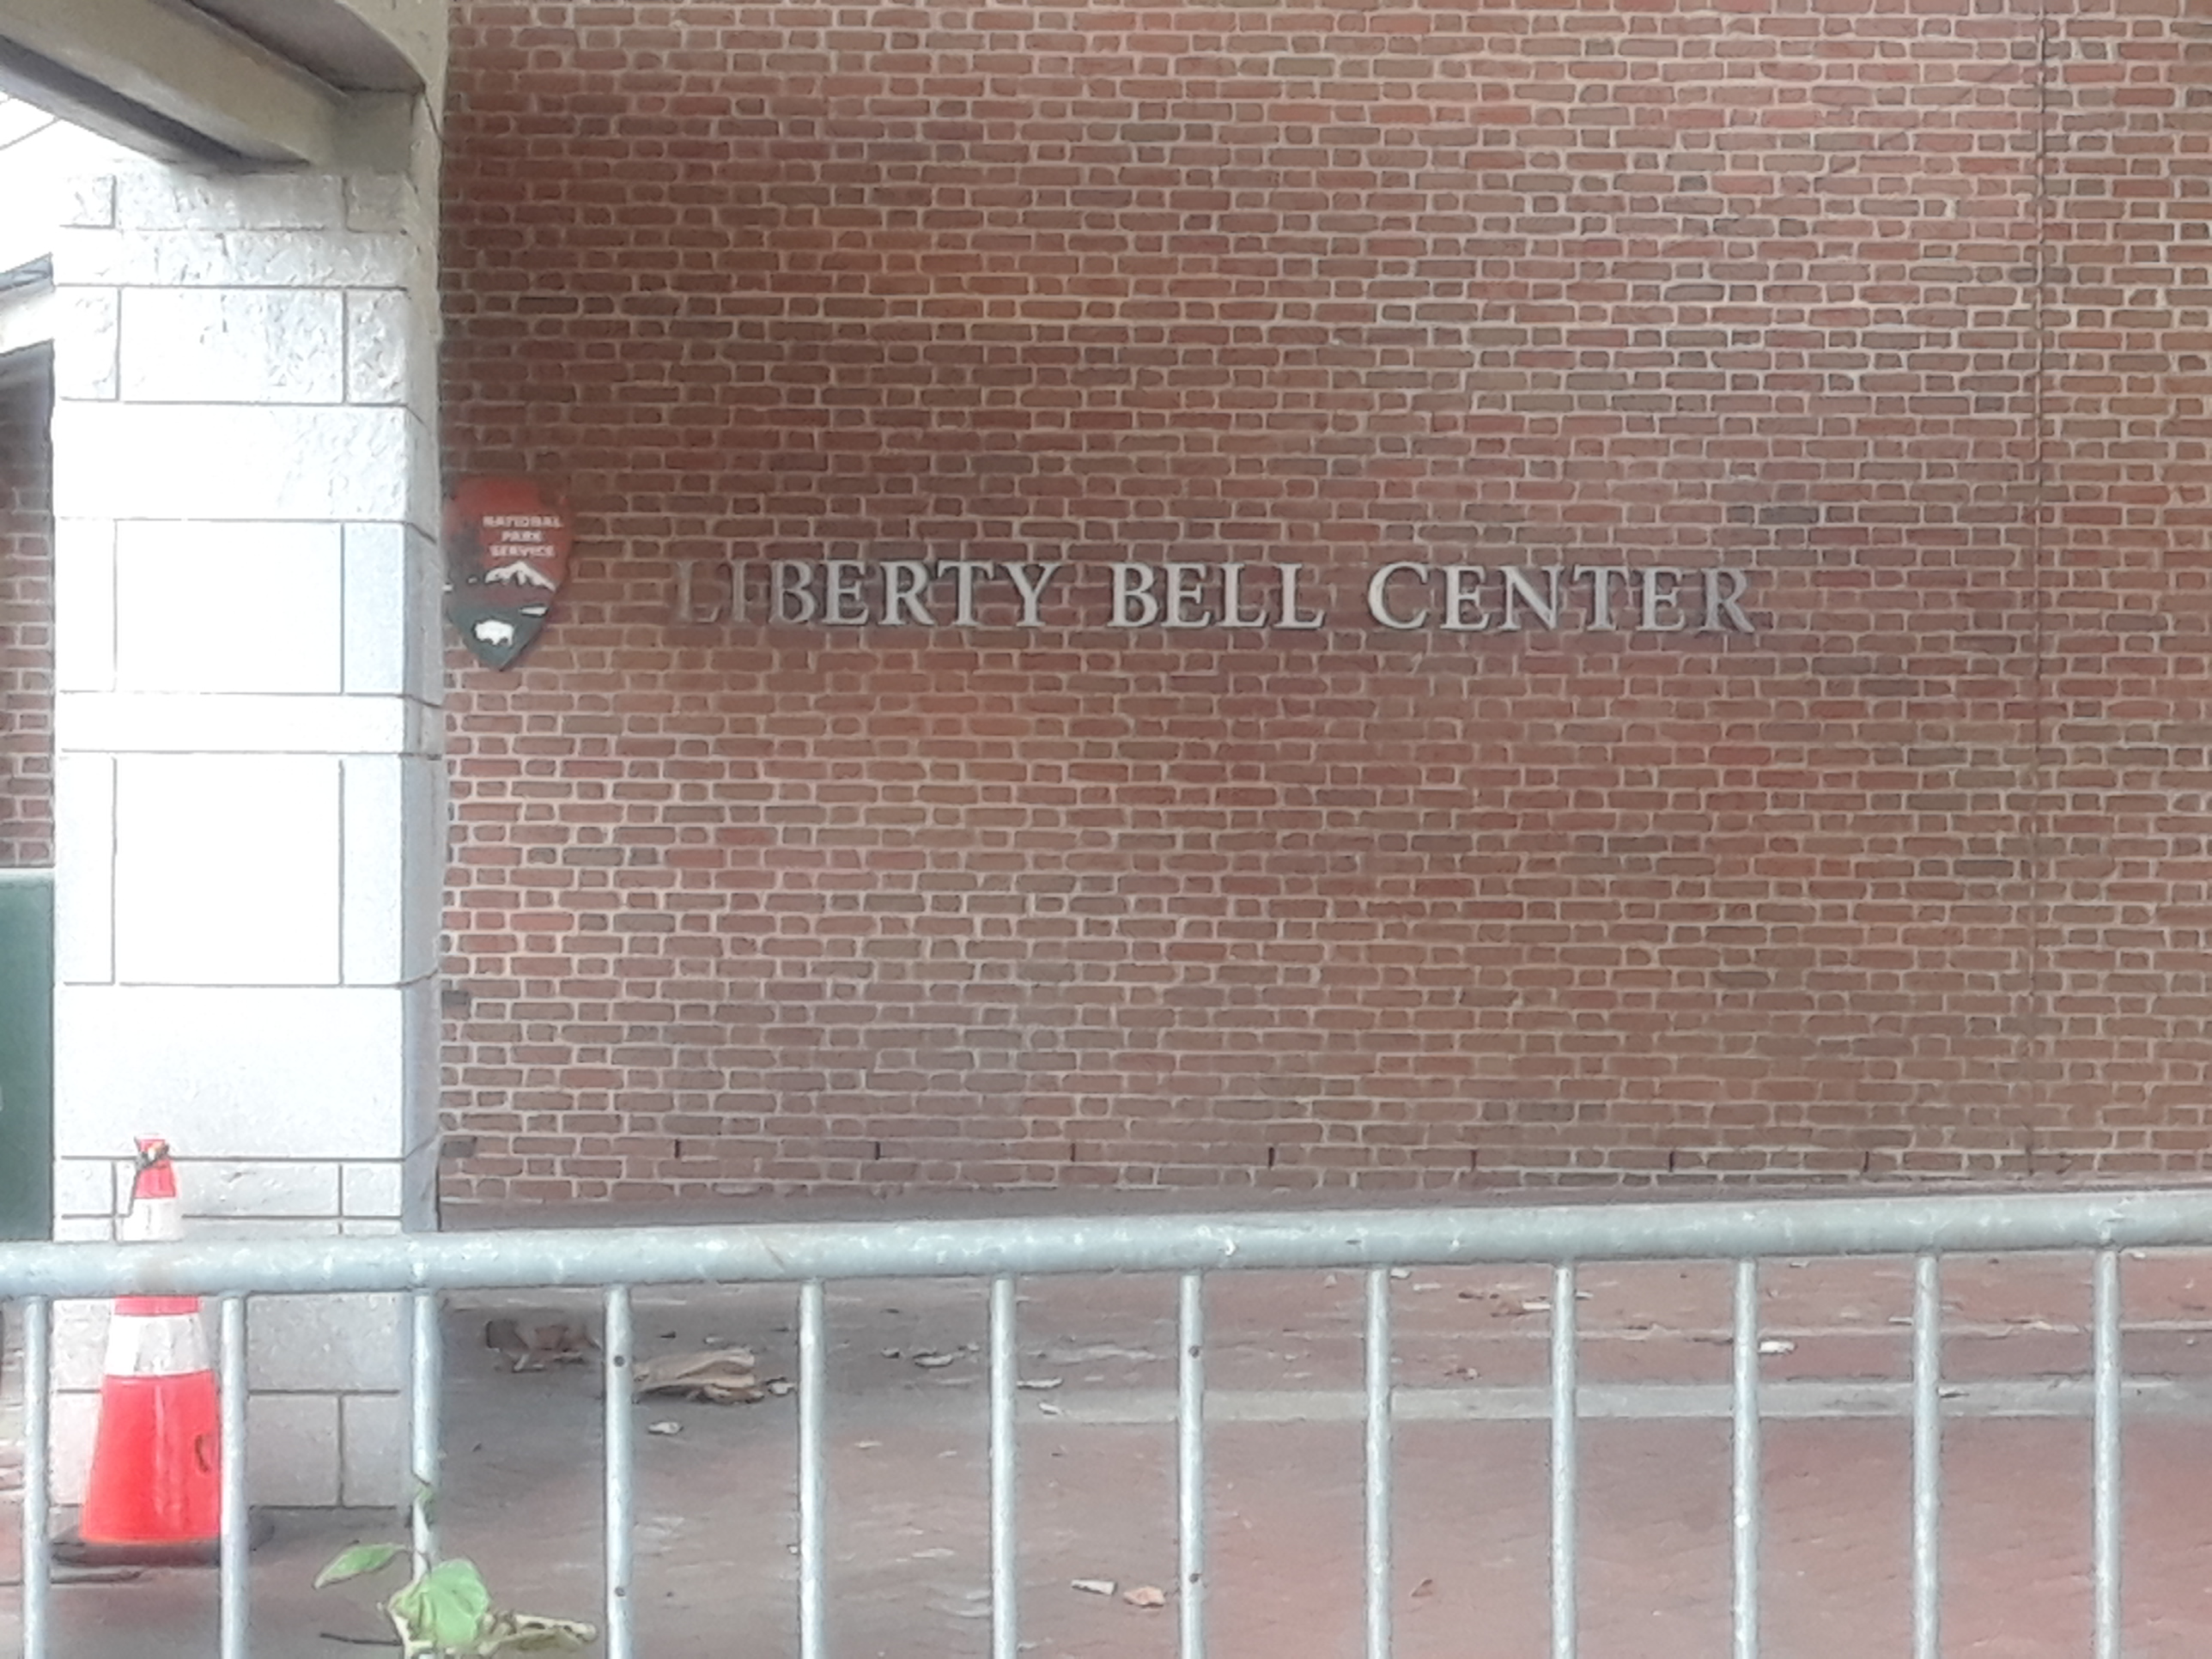 NATIONAL
PARK
SERVICE
LIBERTY BELL CENTER